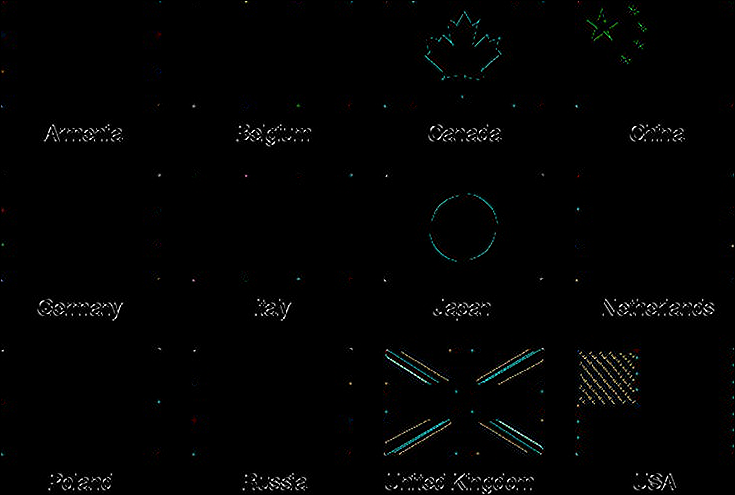 Armenia Belgium Canada China
Germany Italy Japan Netherlands
Poland Russia United Kingdom USA